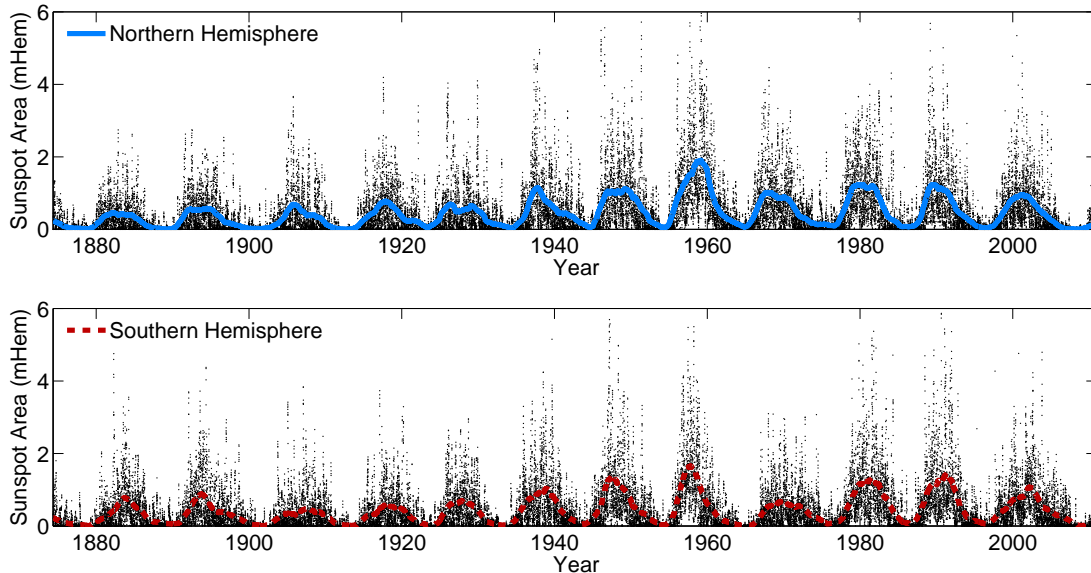 6
4
2
0
Sunspot Area (mHem)
Northern Hemisphere
1880 1900 1920 1940 1960 1980 2000
Year
6
4
2
0
Sunspot Area (mHem)
Southern Hemisphere
1880 1900 1920 1940 1960 1980 2000
Year